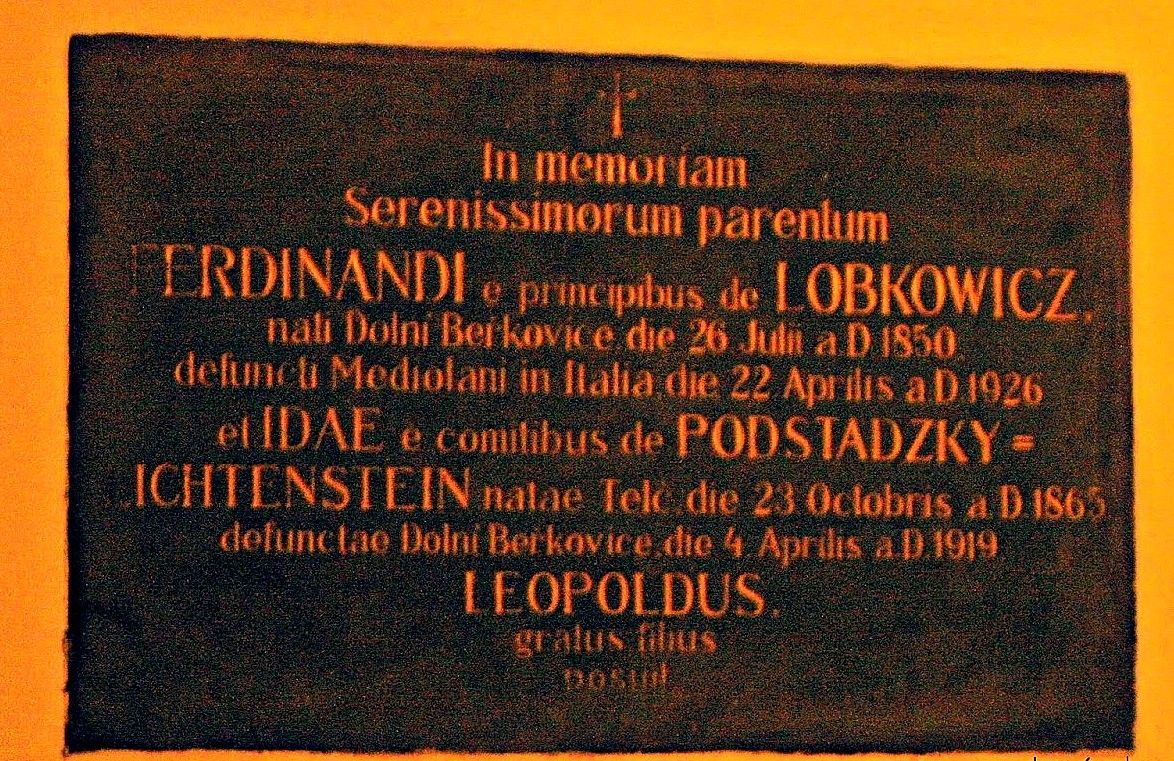 In memoriam
Serenissimorum parentum
FERDINANDI e principibus de LOBKOWICZ.
nati Dolní Beřkovice die 26 Julii a.D 1850.
defuncti Mediolani in Italia, die 22 Aprilis a.D 1926
et IDAE e comitibus de PODSTADZKY=
LICHTENSTEIN natae Telč, die 23 Octobris a.D.1865
defunctae Dolní Beřkovice, die 4 Aprilis a.D.1919
LEOPOLDUS.
gratus filius
posuit